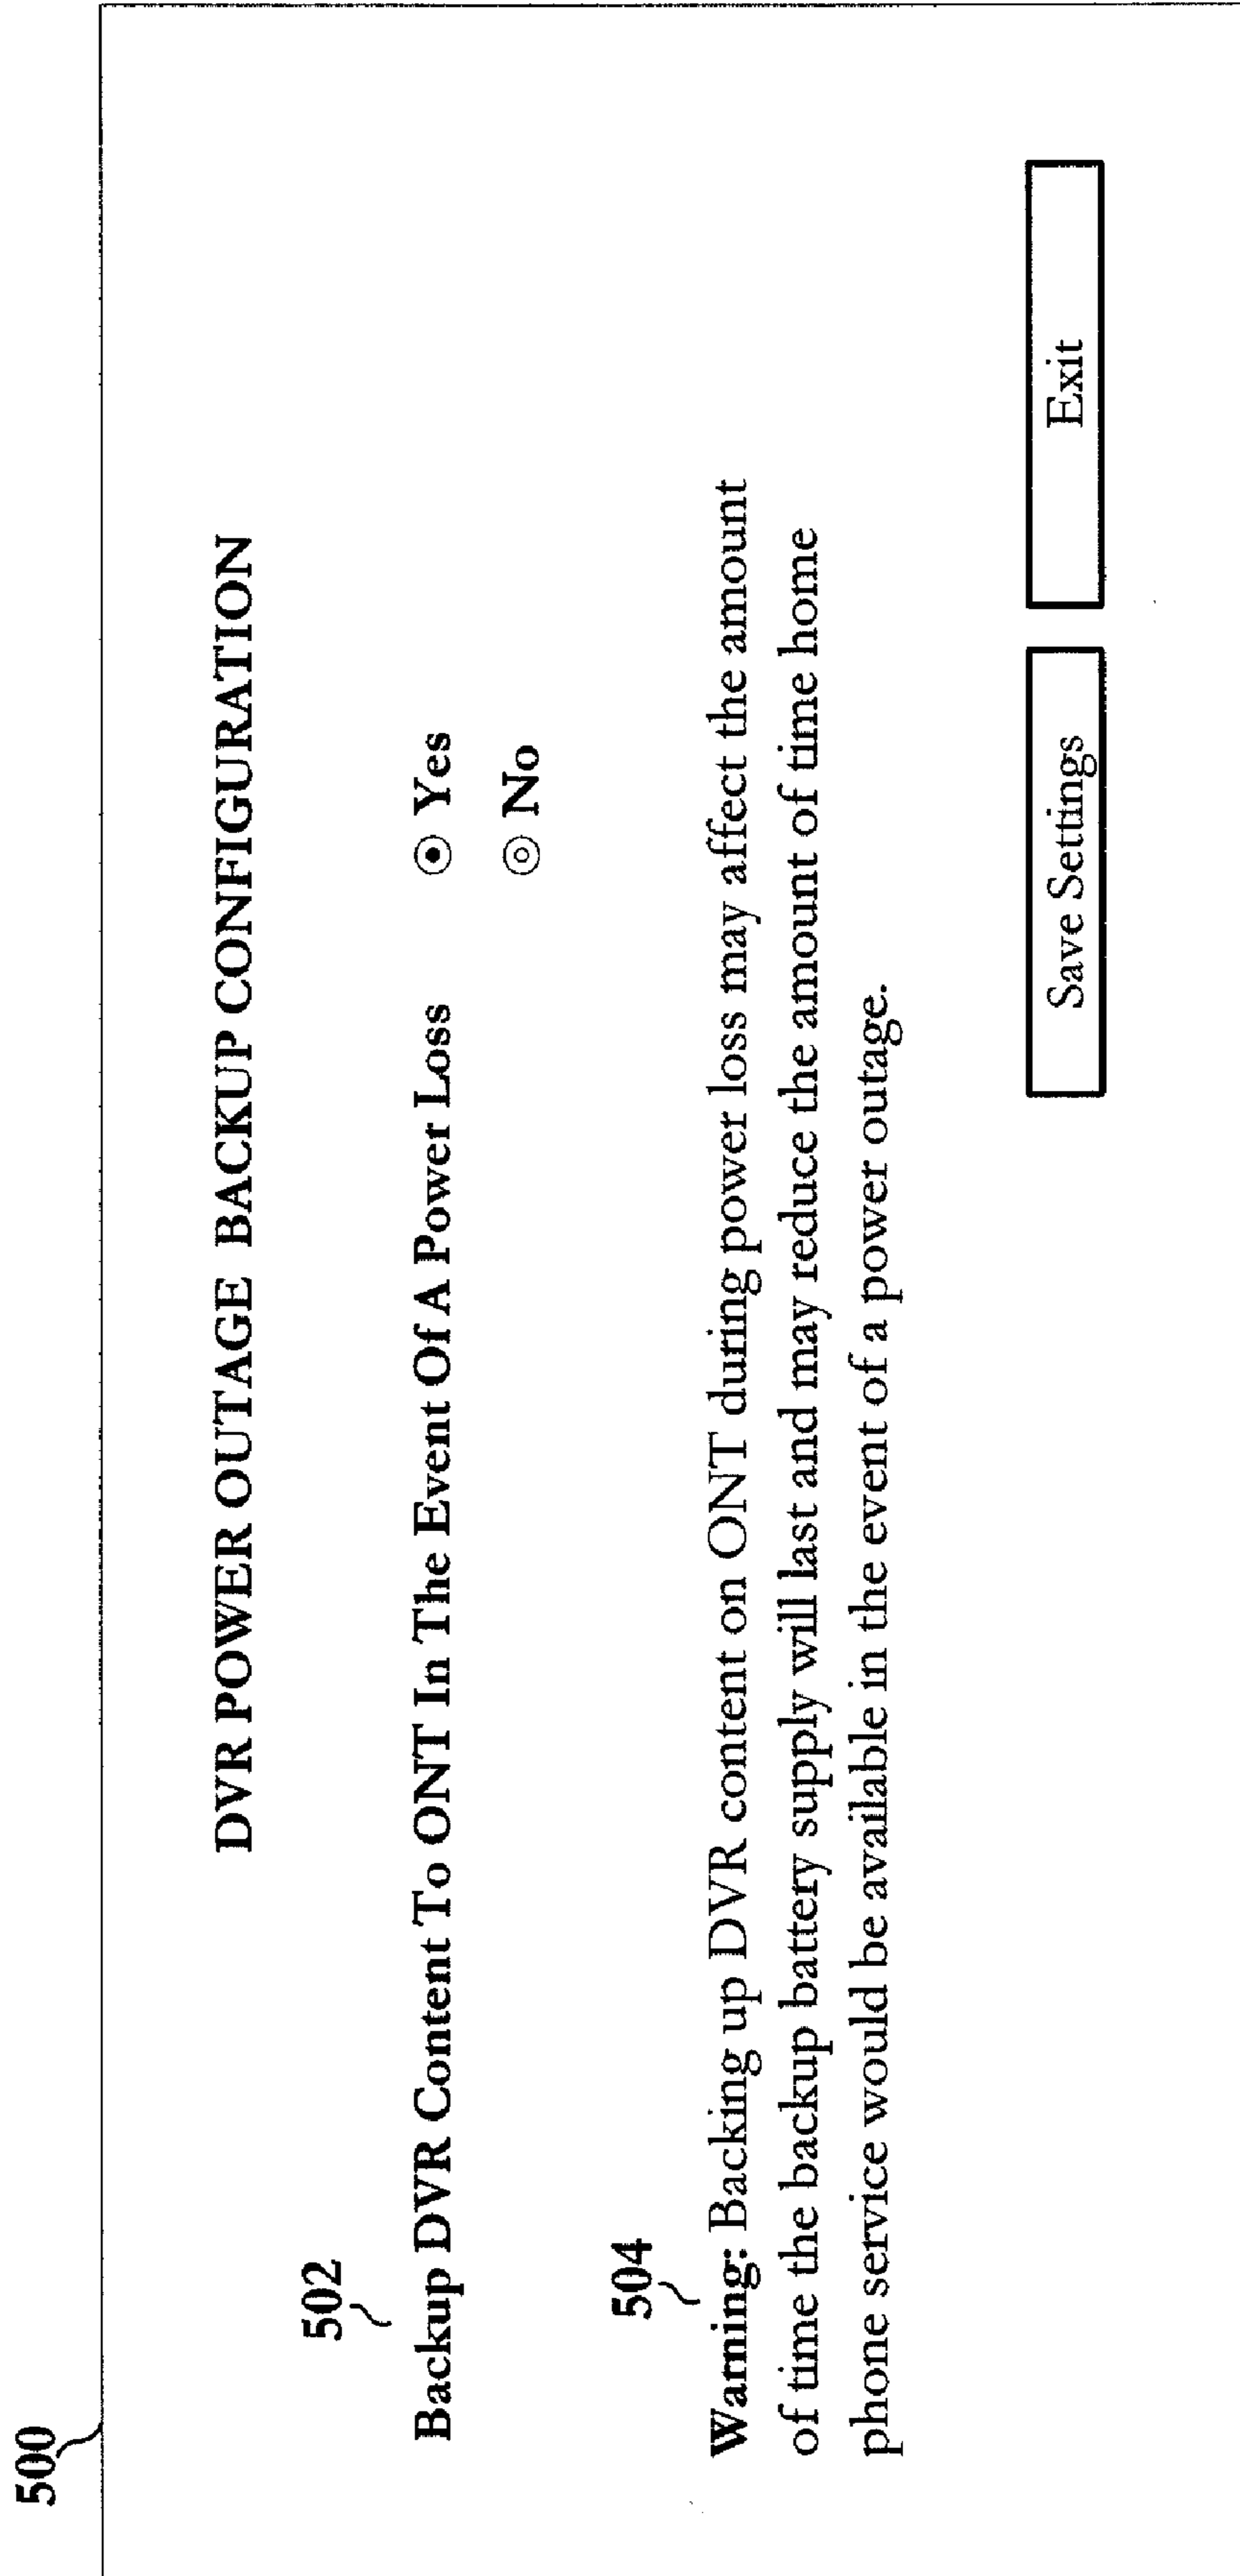 500
DVR POWER OUTAGE BACKUP CONFIGURATION
502
Backup DVR Content To ONT In The Event Of A Power Loss
Yes
No
504
Warning: Backing up DVR content on ONT during power loss may affect the amount
of time the backup battery supply will last and may reduce the amount of time home
phone service would be available in the event of a power outage.
Save Settings
Exit